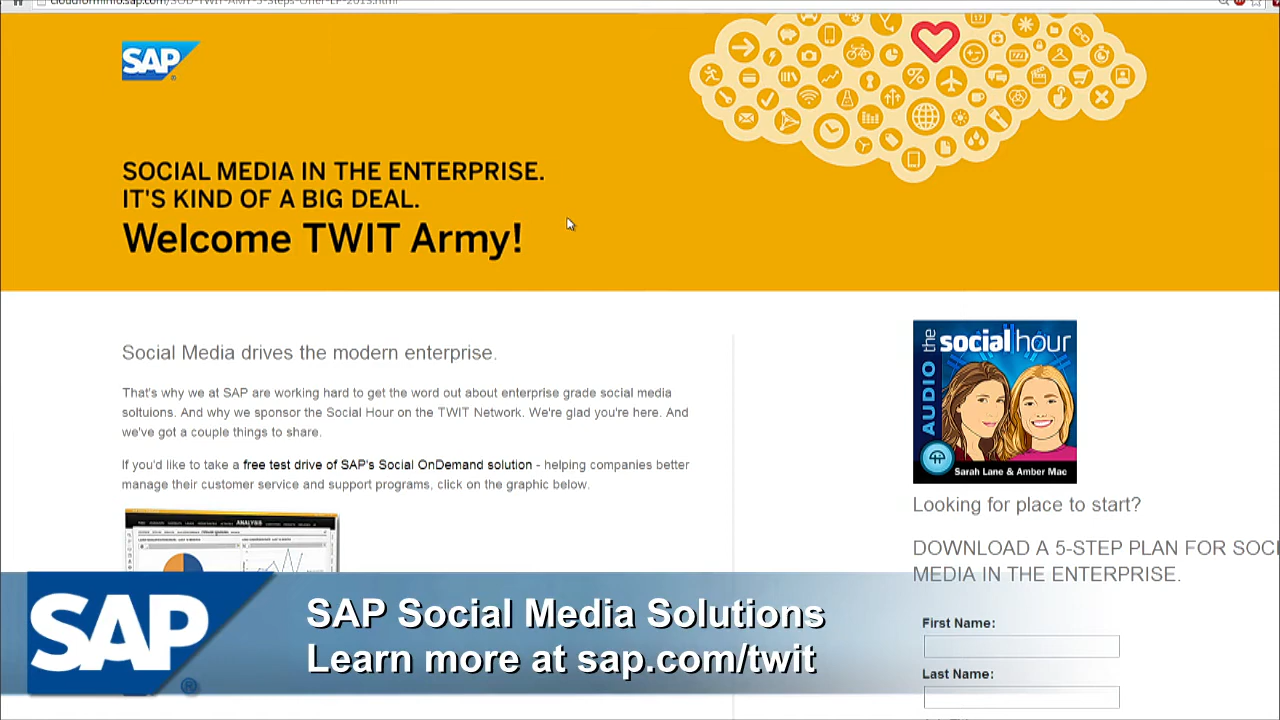 SAP
SOCIAL MEDIA IN THE ENTERPRISE.
IT'S KIND OF A BIG DEAL.
Welcome TWIT Army!
Social Media drives the modern enterprise.
That's why we at SAP are working hard to get the word out about enterprise grade social media
soltuions. And why we sponsor the Social Hour on the TWIT Network. We're glad you're here. And
we've got a couple things to share.
If you'd like to take a free test drive of SAP's Social OnDemand solution - helping companies better
manage their customer service and support programs, click on the graphic below.
ANALYSIS
AUDIO
the social hour
Sarah Lane & Amber Mac
Looking for place to start?
DOWNLOAD A 5-STEP PLAN FOR SOCI
MEDIA IN THE ENTERPRISE.
First Name:
Last Name:
SAP ®
SAP Social Media Solutions
Learn more at sap.com/twit